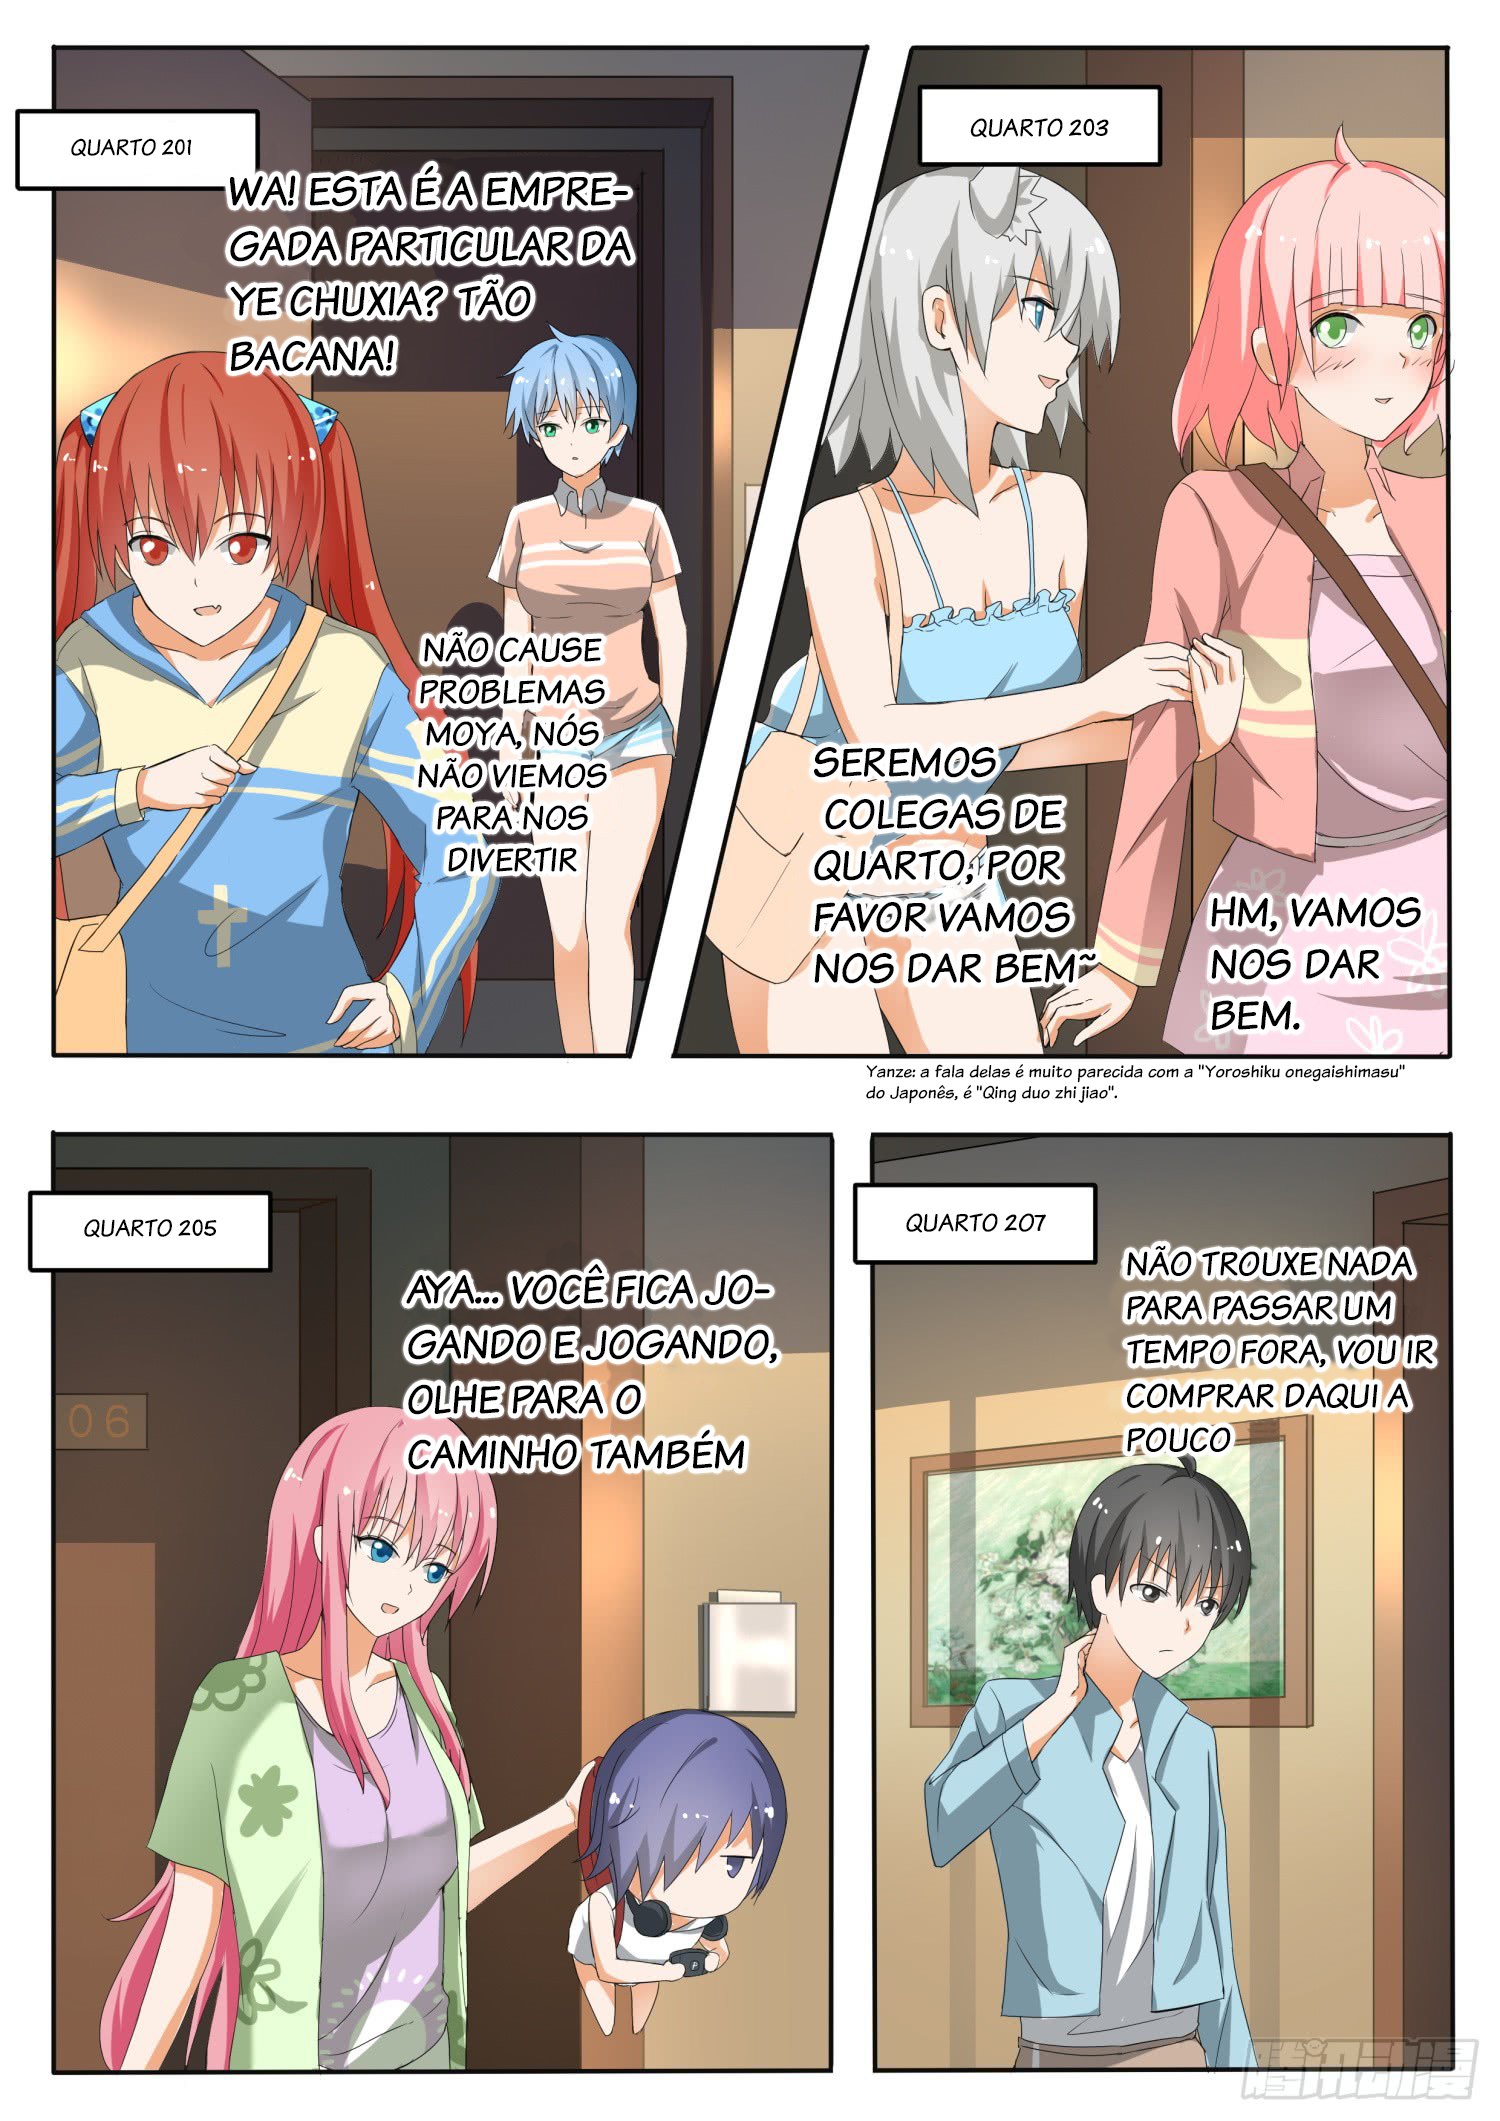 QUARTO 201
WA! ESTA É A EMPRE-
GADA PARTICULAR DA
YE CHUXIA? TÃO
BACANA!
NÃO CAUSE
PROBLEMAS
MOYA, NÓS
NÃO VIEMOS
PARA NOS
DIVERTIR
QUARTO 203
SEREMOS
COLEGAS DE
QUARTO, POR
FAVOR VAMOS
NOS DAR BEM~
HM, VAMOS
NOS DAR
BEM.
Yanze: a fala delas é muito parecida com a "Yoroshiku onegaishimasu"
do Japonês, é "Qing duo zhi jiao".
QUARTO 205
AYA... VOCÊ FICA JO-
GANDO E JOGANDO,
OLHE PARA O
CAMINHO TAMBÉM
06
QUARTO 207
NÃO TROUXE NADA
PARA PASSAR UM
TEMPO FORA, VOU IR
COMPRAR DAQUI A
POUCO
腾讯动漫